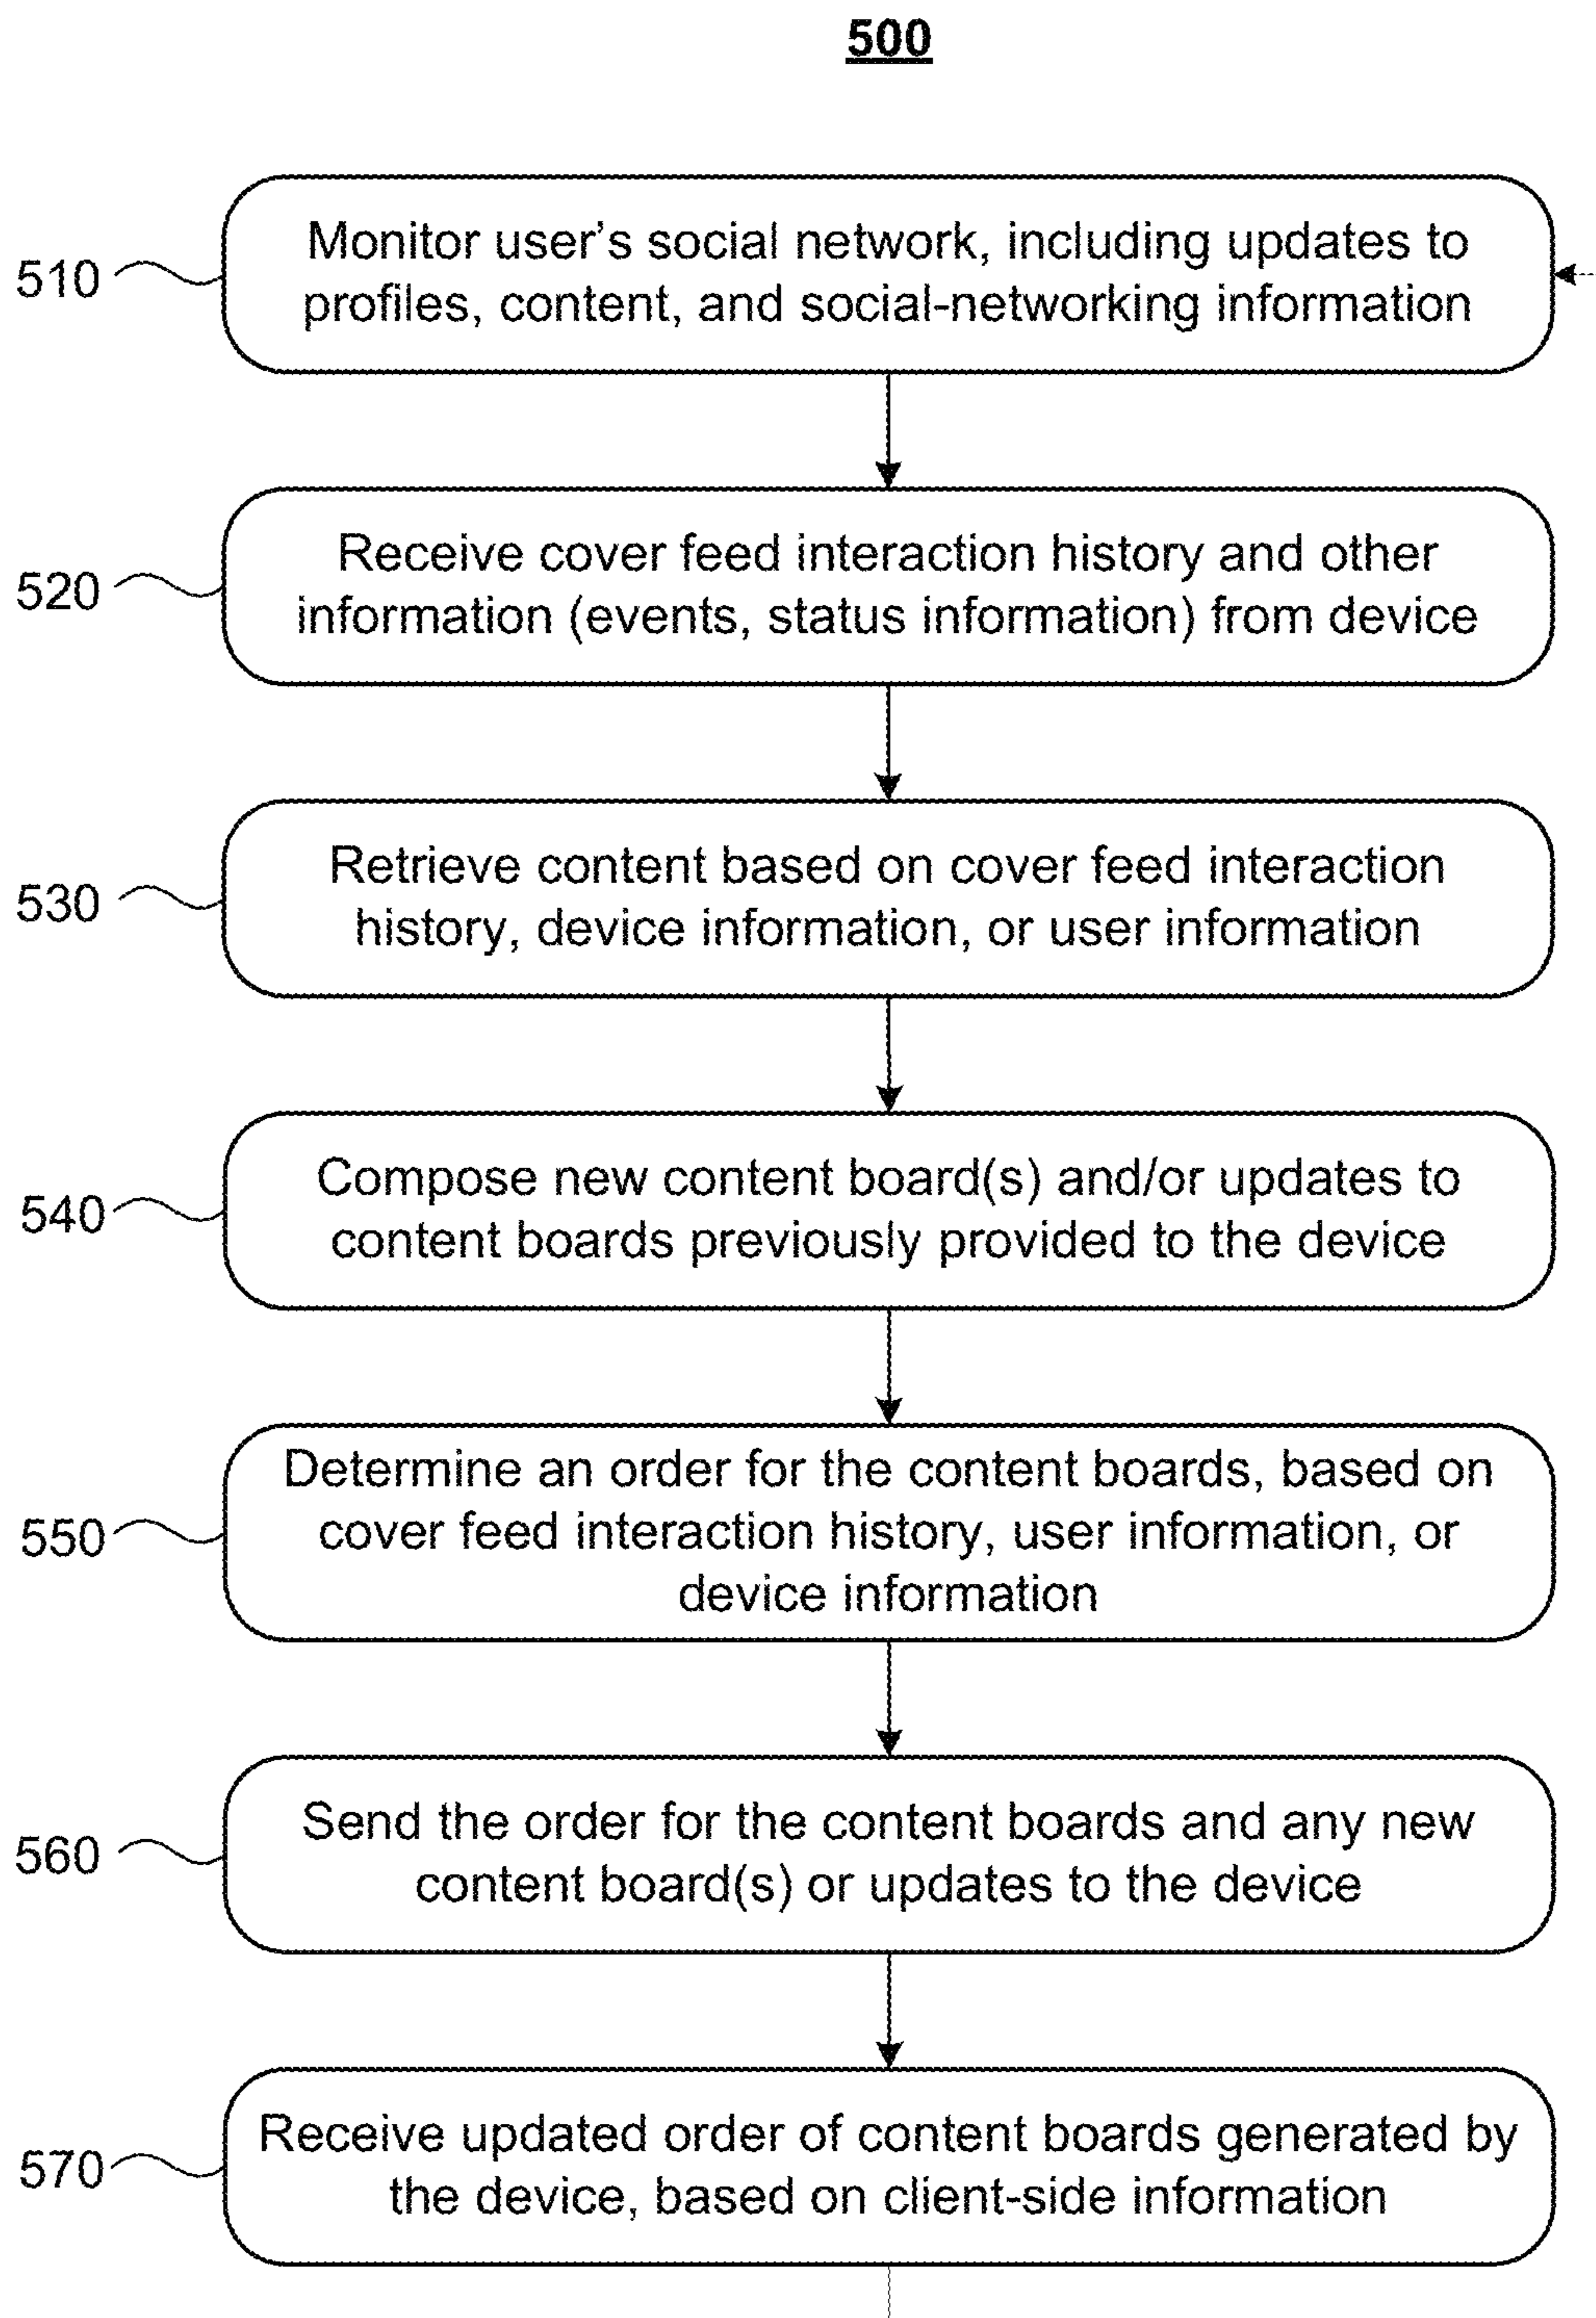 500
510
Monitor user’s social network, including updates to
profiles, content, and social-networking information
520
Receive cover feed interaction history and other
information (events, status information) from device
530
Retrieve content based on cover feed interaction
history, device information, or user information
540
Compose new content board(s) and/or updates to
content boards previously provided to the device
550
Determine an order for the content boards, based on
cover feed interaction history, user information, or
device information
560
Send the order for the content boards and any new
content board(s) or updates to the device
570
Receive updated order of content boards generated by
the device, based on client-side information